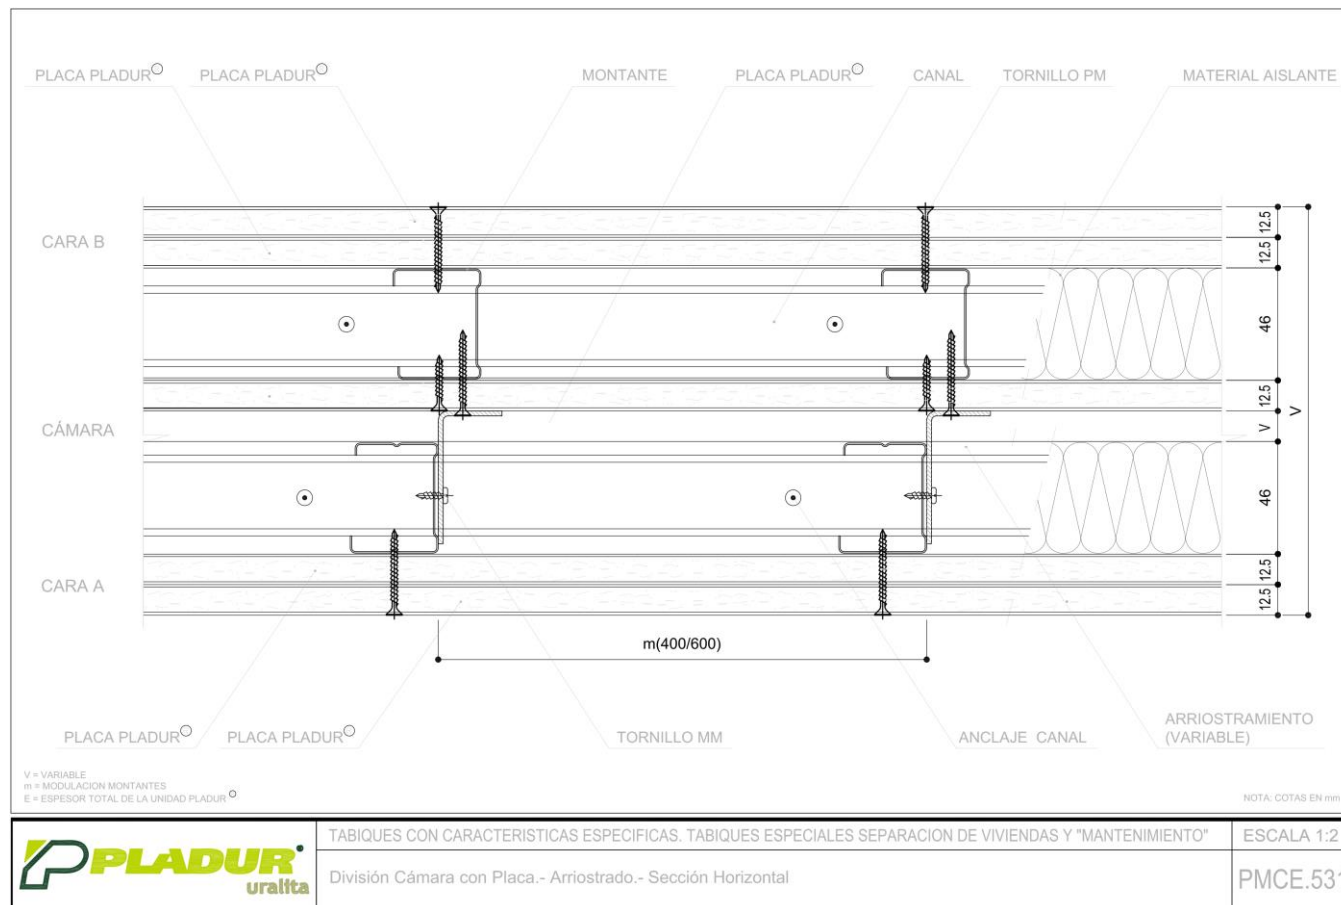 PLACA PLADUR PLACA PLADUR MONTANTE PLACA PLADUR CANAL TORNILLO PM MATERIAL AISLANTE
CARA B
12.5
12.5
46
12.5
CÁMARA
V
V
46
CARA A
12.5
12.5
m(400/600)
PLACA PLADUR PLACA PLADUR TORNILLO MM ANCLAJE CANAL
ARRIOSTRAMIENTO
(VARIABLE)
V = VARIABLE
m = MODULACION MONTANTES
E = ESPESOR TOTAL DE LA UNIDAD PLADUR
NOTA: COTAS EN mm
PLADUR
uralita
TABIQUES CON CARACTERISTICAS ESPECIFICAS. TABIQUES ESPECIALES SEPARACION DE VIVIENDAS Y "MANTENIMIENTO"
ESCALA 1:2
División Cámara con Placa.- Arriostrado.- Sección Horizontal
PMCE.531